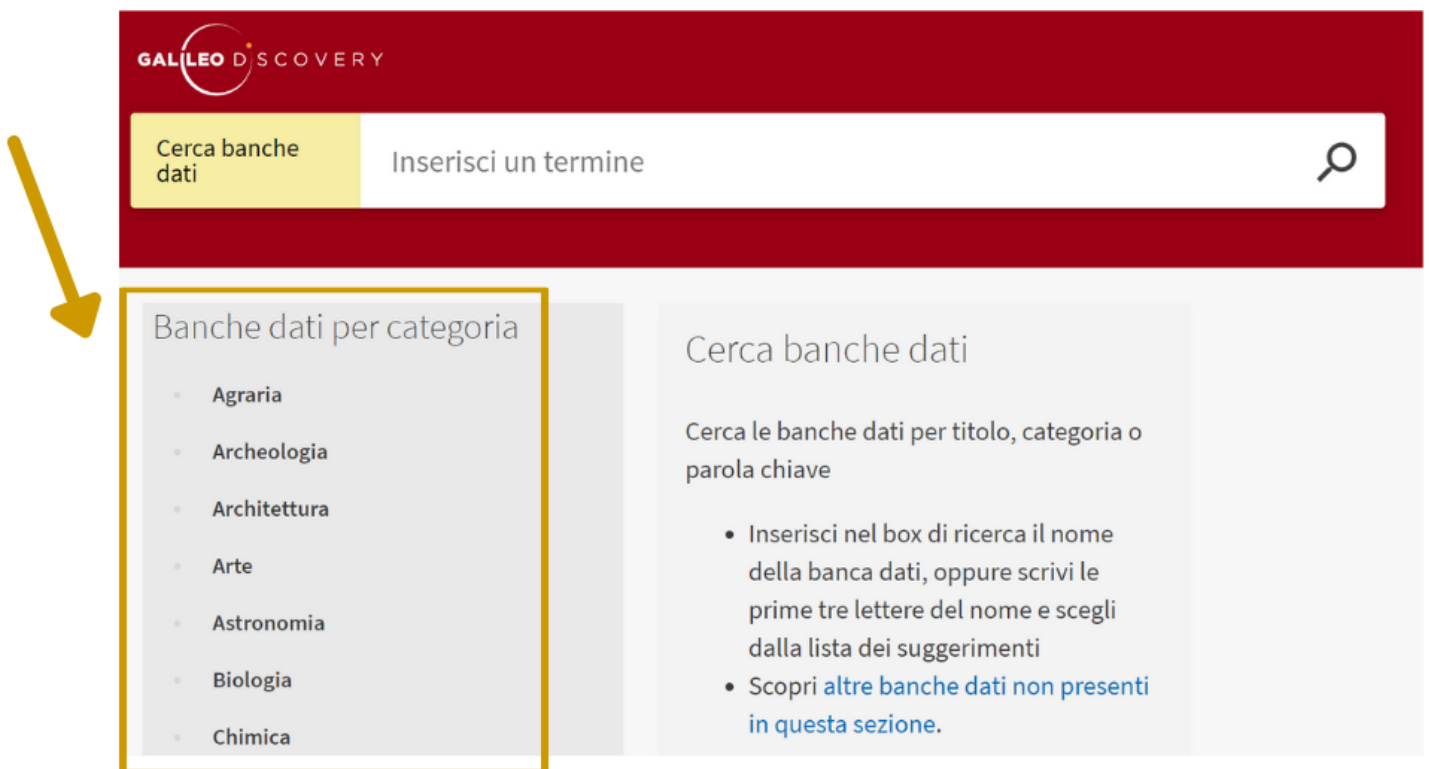 GALILEO DISCOVERY
Cerca banche
dati
Inserisci un termine
Banche dati per categoria
Agraria
Archeologia
Architettura
Arte
Astronomia
Biologia
Chimica
Cerca banche dati
Cerca le banche dati per titolo, categoria o
parola chiave
Inserisci nel box di ricerca il nome
della banca dati, oppure scrivi le
prime tre lettere del nome e scegli
dalla lista dei suggerimenti
Scopri altre banche dati non presenti
in questa sezione.